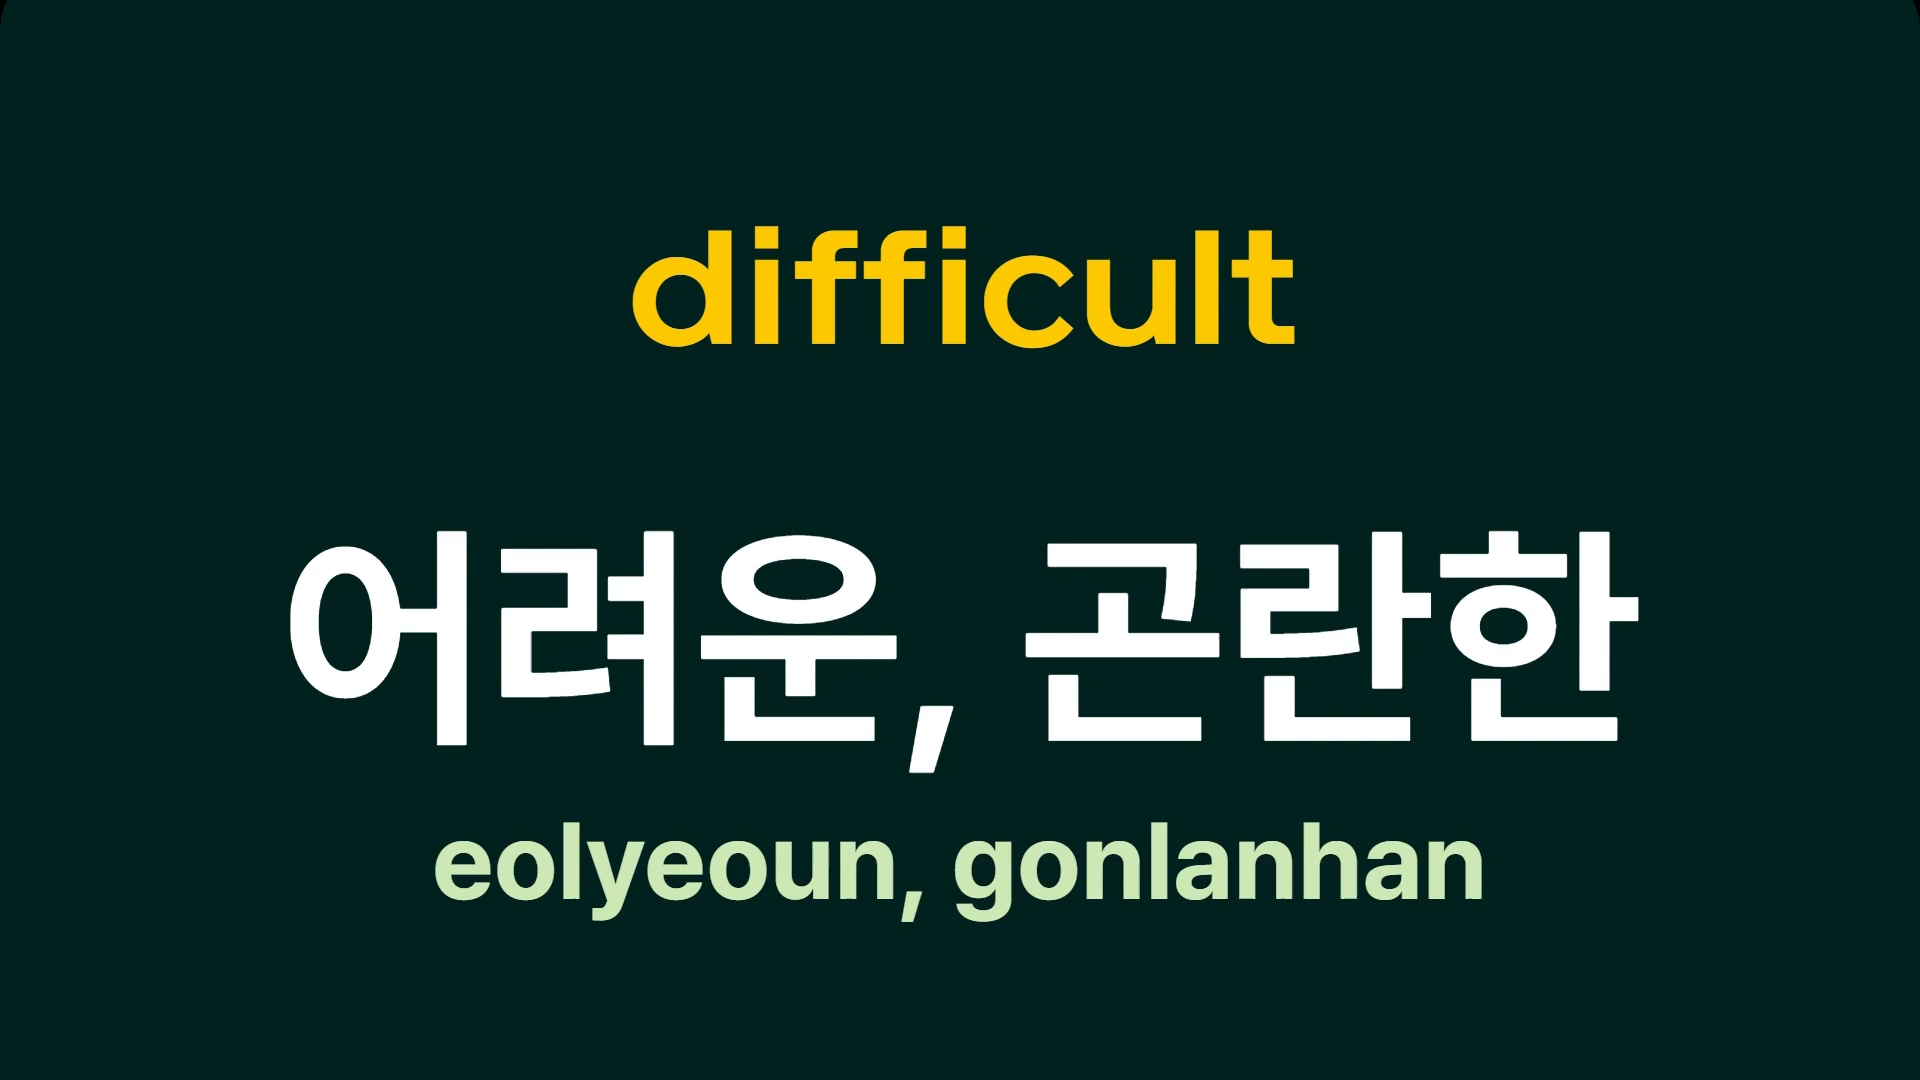 difficult
어려운, 곤란한
eolyeoun, gonlanhan